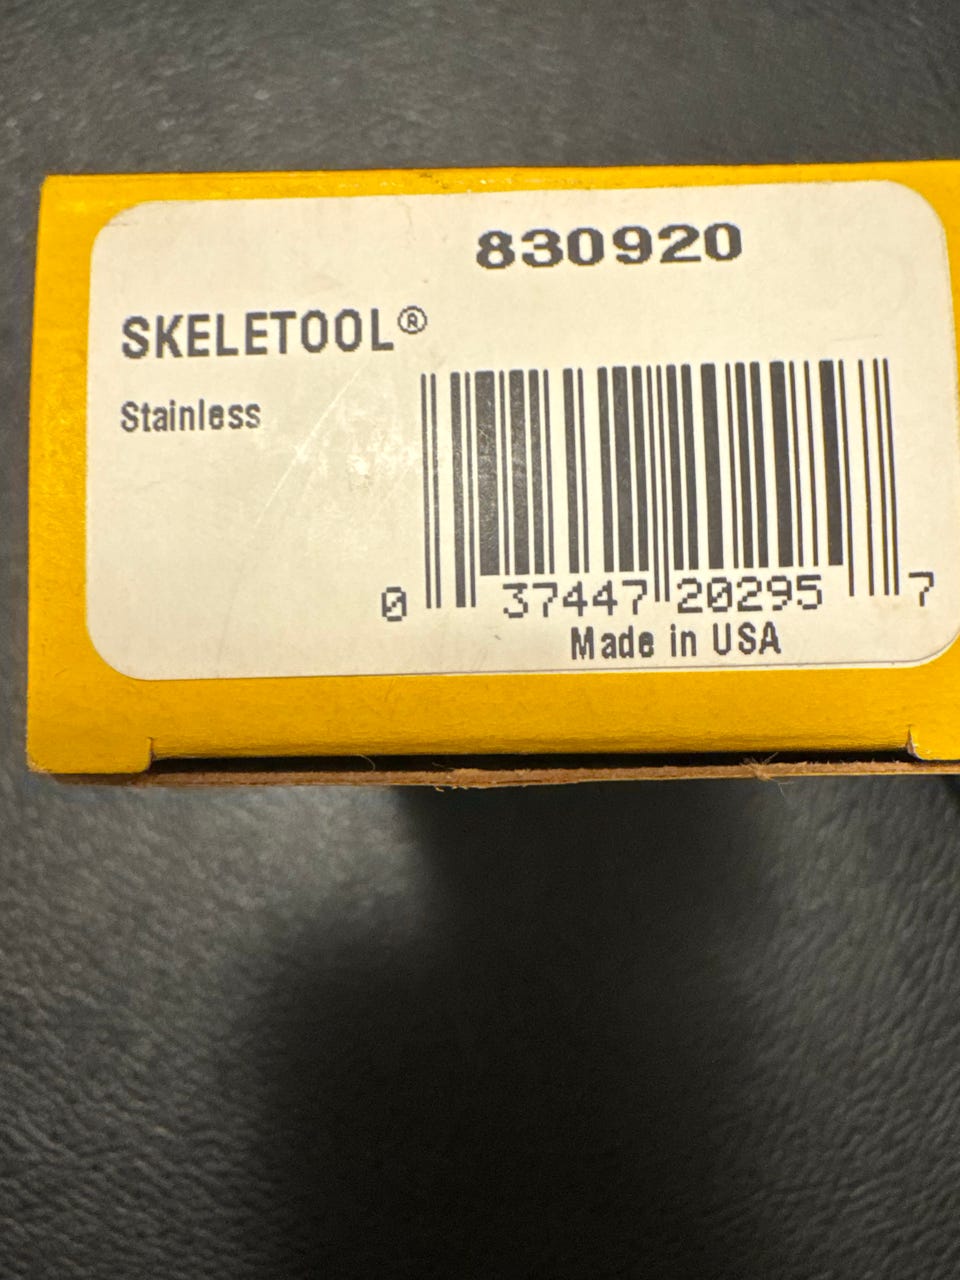 830920
SKELETOOL®
Stainless
0 37447 20295 7
Made in USA